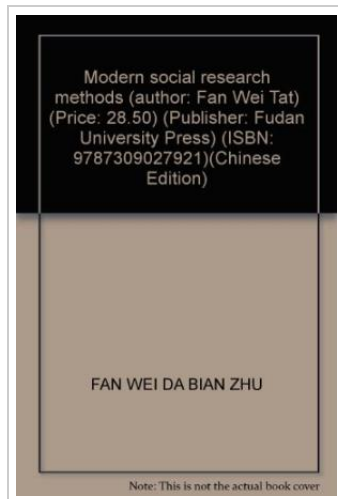 Modern social research
methods (author: Fan Wei Tat)
(Price: 28.50) (Publisher: Fudan
University Press) (ISBN:
9787309027921)(Chinese
Edition)
FAN WEI DA BIAN ZHU
Note: This is not the actual book cover